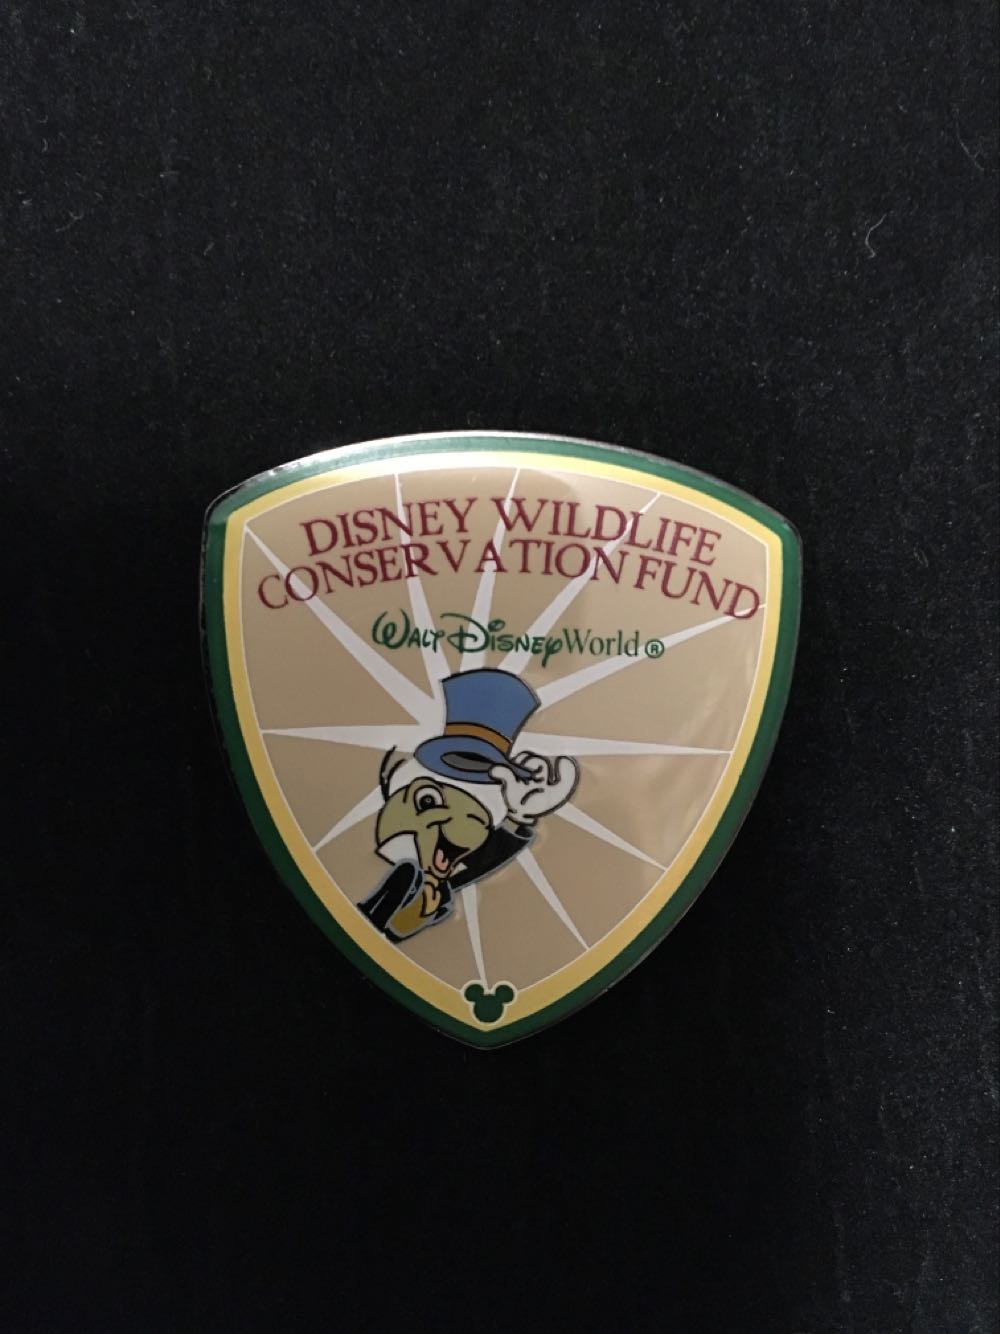 DISNEY WILDLIFE
CONSERVATION FUND
WALT DISNEY World ®